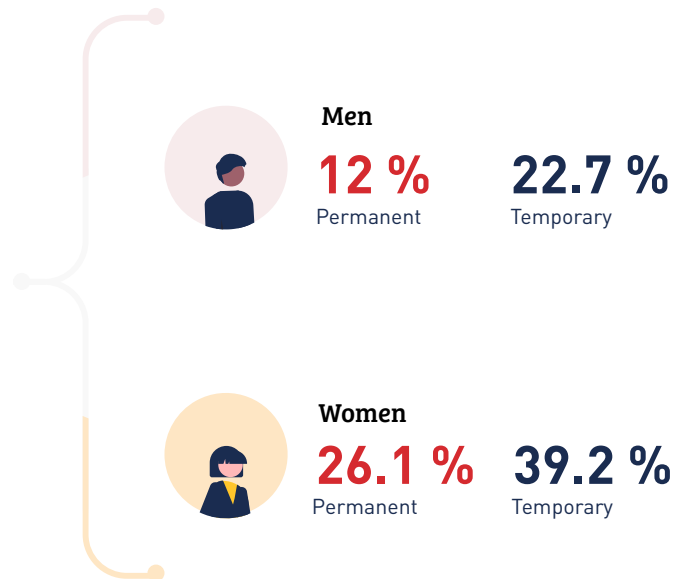 Men
12 % 22.7 %
Permanent Temporary
Women
26.1 % 39.2 %
Permanent Temporary